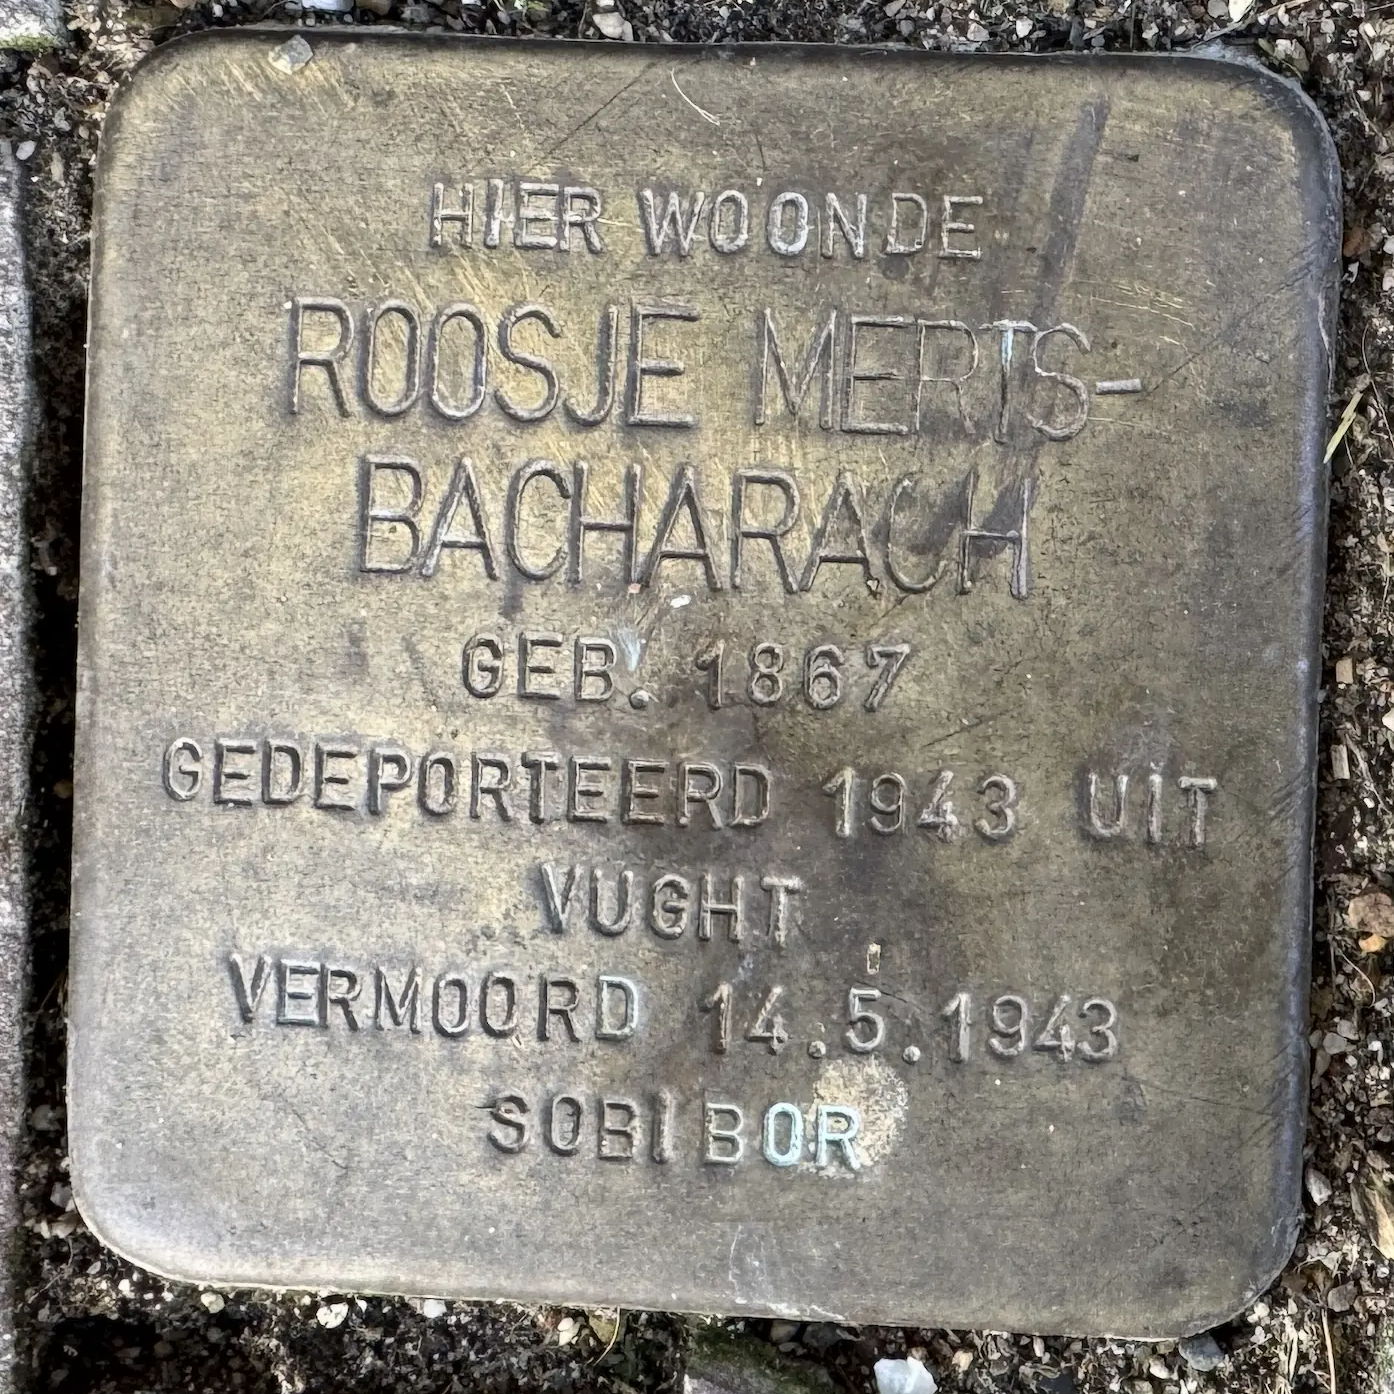 HIER WOONDE
ROOSJE MERTS-
BACHARACH
GEB. 1867
GEDEPORTEERD 1943 UIT
VUGHT
VERMOORD 14.5.1943
SOBIBOR